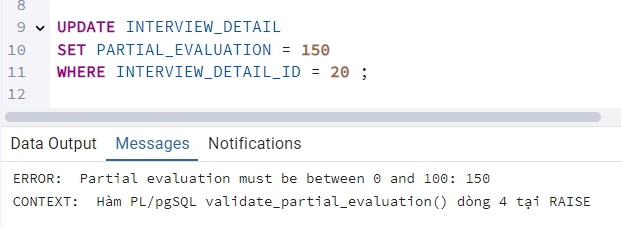 8
9 UPDATE INTERVIEW_DETAIL
10 SET PARTIAL_EVALUATION = 150
11 WHERE INTERVIEW_DETAIL_ID = 20 ;
12
Data Output Messages Notifications
ERROR:  Partial evaluation must be between 0 and 100: 150
CONTEXT:  Hàm PL/pgSQL validate_partial_evaluation() dòng 4 tại RAISE